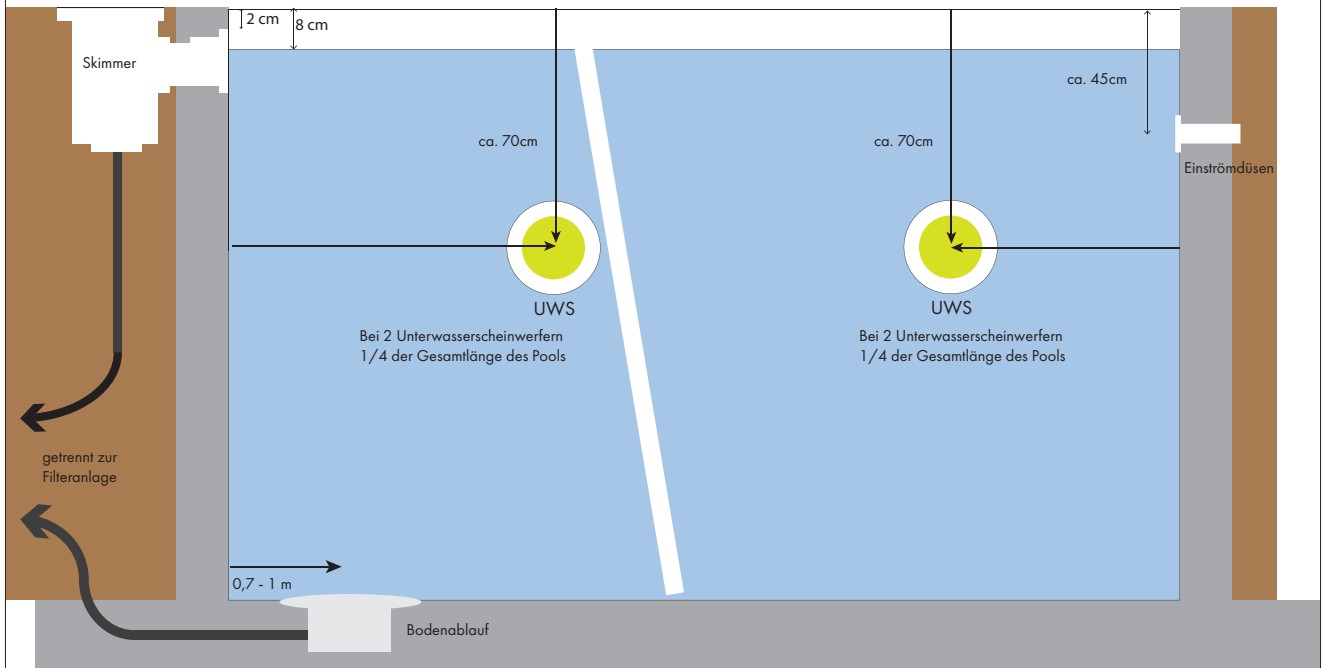 2 cm
8 cm
Skimmer
ca. 45cm
ca. 70cm
ca. 70cm
Einströmdüsen
UWS
UWS
Bei 2 Unterwasserscheinwerfern
1/4 der Gesamtlänge des Pools
Bei 2 Unterwasserscheinwerfern
1/4 der Gesamtlänge des Pools
getrennt zur
Filteranlage
0,7 - 1 m
Bodenablauf